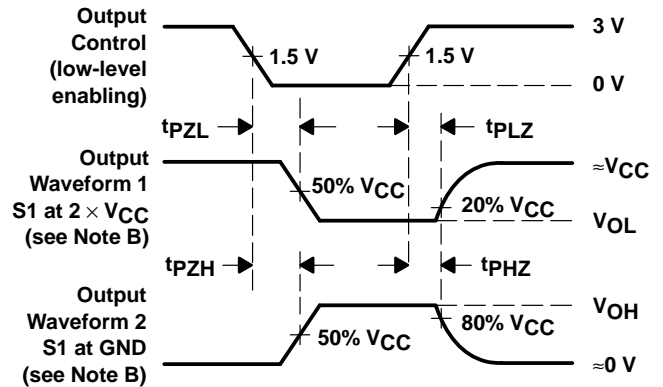 Output
Control
(low-level
enabling)
1.5 V
1.5 V
3 V
0 V
tPZL
tPLZ
Output
Waveform 1
S1 at 2 × VCC
(see Note B)
50% VCC
20% VCC
≈VCC
VOL
tPZH
tPHZ
Output
Waveform 2
S1 at GND
(see Note B)
50% VCC
80% VCC
VOH
≈0 V